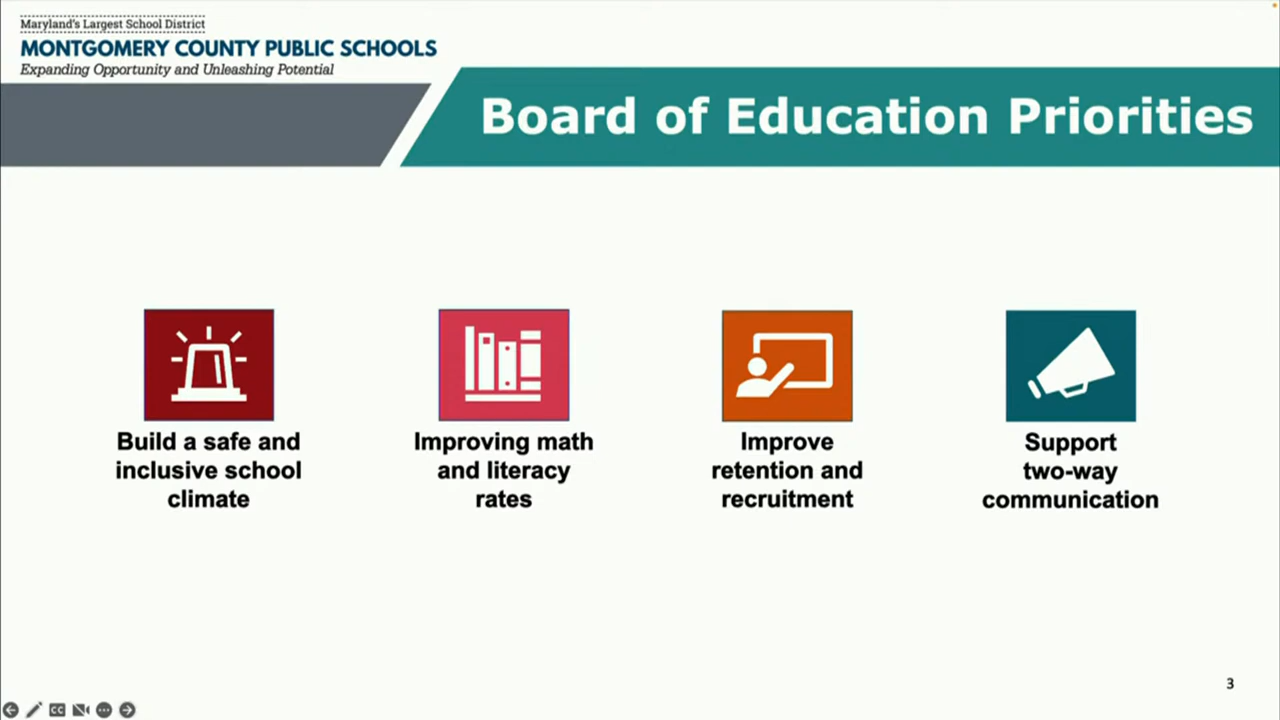 Maryland's Largest School District
MONTGOMERY COUNTY PUBLIC SCHOOLS
Expanding Opportunity and Unleashing Potential
Board of Education Priorities
Build a safe and
inclusive school
climate
Improving math
and literacy
rates
Improve
retention and
recruitment
Support
two-way
communication
3
CC